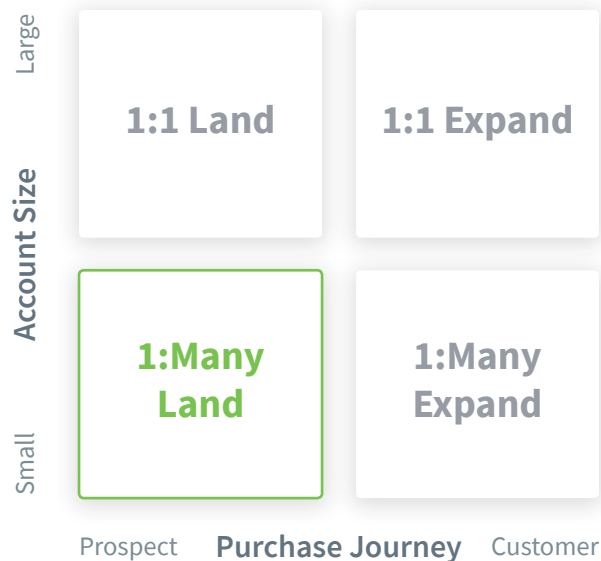 Large
Account Size
Small
1:1 Land
1:1 Expand
1:Many
Land
1:Many
Expand
Prospect
Purchase Journey
Customer